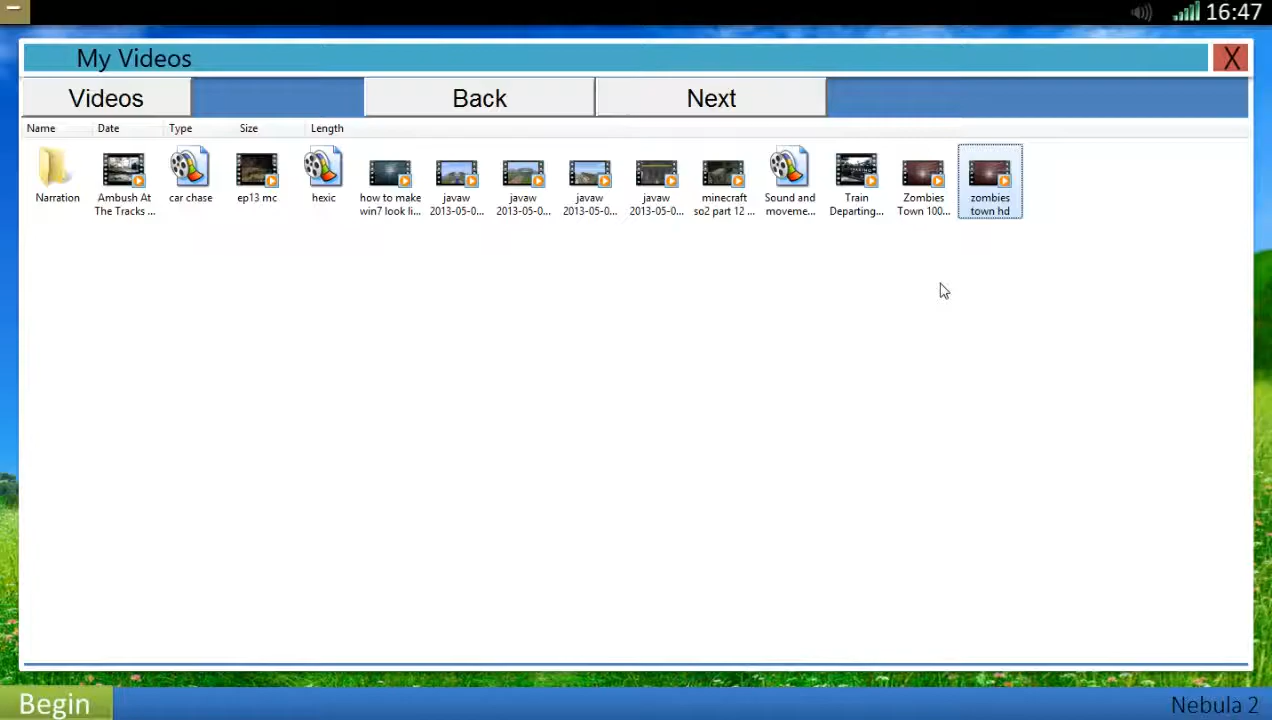 16:47
My Videos
X
Videos
Back
Next
Name Date Type Size Length
Narration
Ambush At
The Tracks ...
car chase
ep13 mc
hexic
how to make
win7 look li...
javaw
2013-05-0...
javaw
2013-05-0...
javaw
2013-05-0...
javaw
2013-05-0...
minecraft
so2 part 12 ...
Sound and
moveme...
Train
Departing...
Zombies
Town 100...
zombies
town hd
Begin
Nebula 2